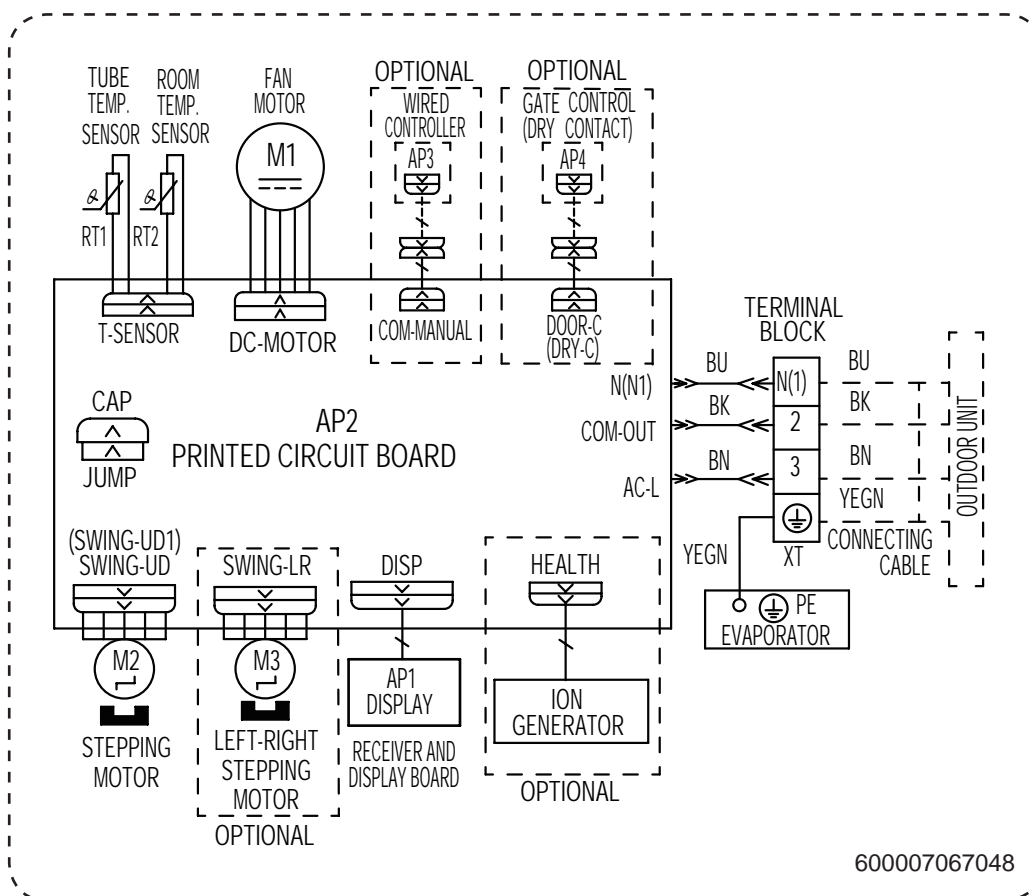 TUBE
TEMP.
SENSOR
ROOM
TEMP.
SENSOR
FAN
MOTOR
OPTIONAL
WIRED
CONTROLLER
OPTIONAL
GATE CONTROL
(DRY CONTACT)
M1
AP3
AP4
RT1
RT2
T-SENSOR
DC-MOTOR
COM-MANUAL
DOOR-C
(DRY-C)
TERMINAL
BLOCK
N(N1)
BU
N(1)
BU
COM-OUT
BK
2
BK
AC-L
BN
3
BN
YEGN
YEGN
XT
CONNECTING
CABLE
OUTDOOR UNIT
PE
EVAPORATOR
CAP
JUMP
AP2
PRINTED CIRCUIT BOARD
(SWING-UD1)
SWING-UD
SWING-LR
DISP
HEALTH
M2
M3
AP1
DISPLAY
ION
GENERATOR
STEPPING
MOTOR
LEFT-RIGHT
STEPPING
MOTOR
RECEIVER AND
DISPLAY BOARD
OPTIONAL
OPTIONAL
600007067048